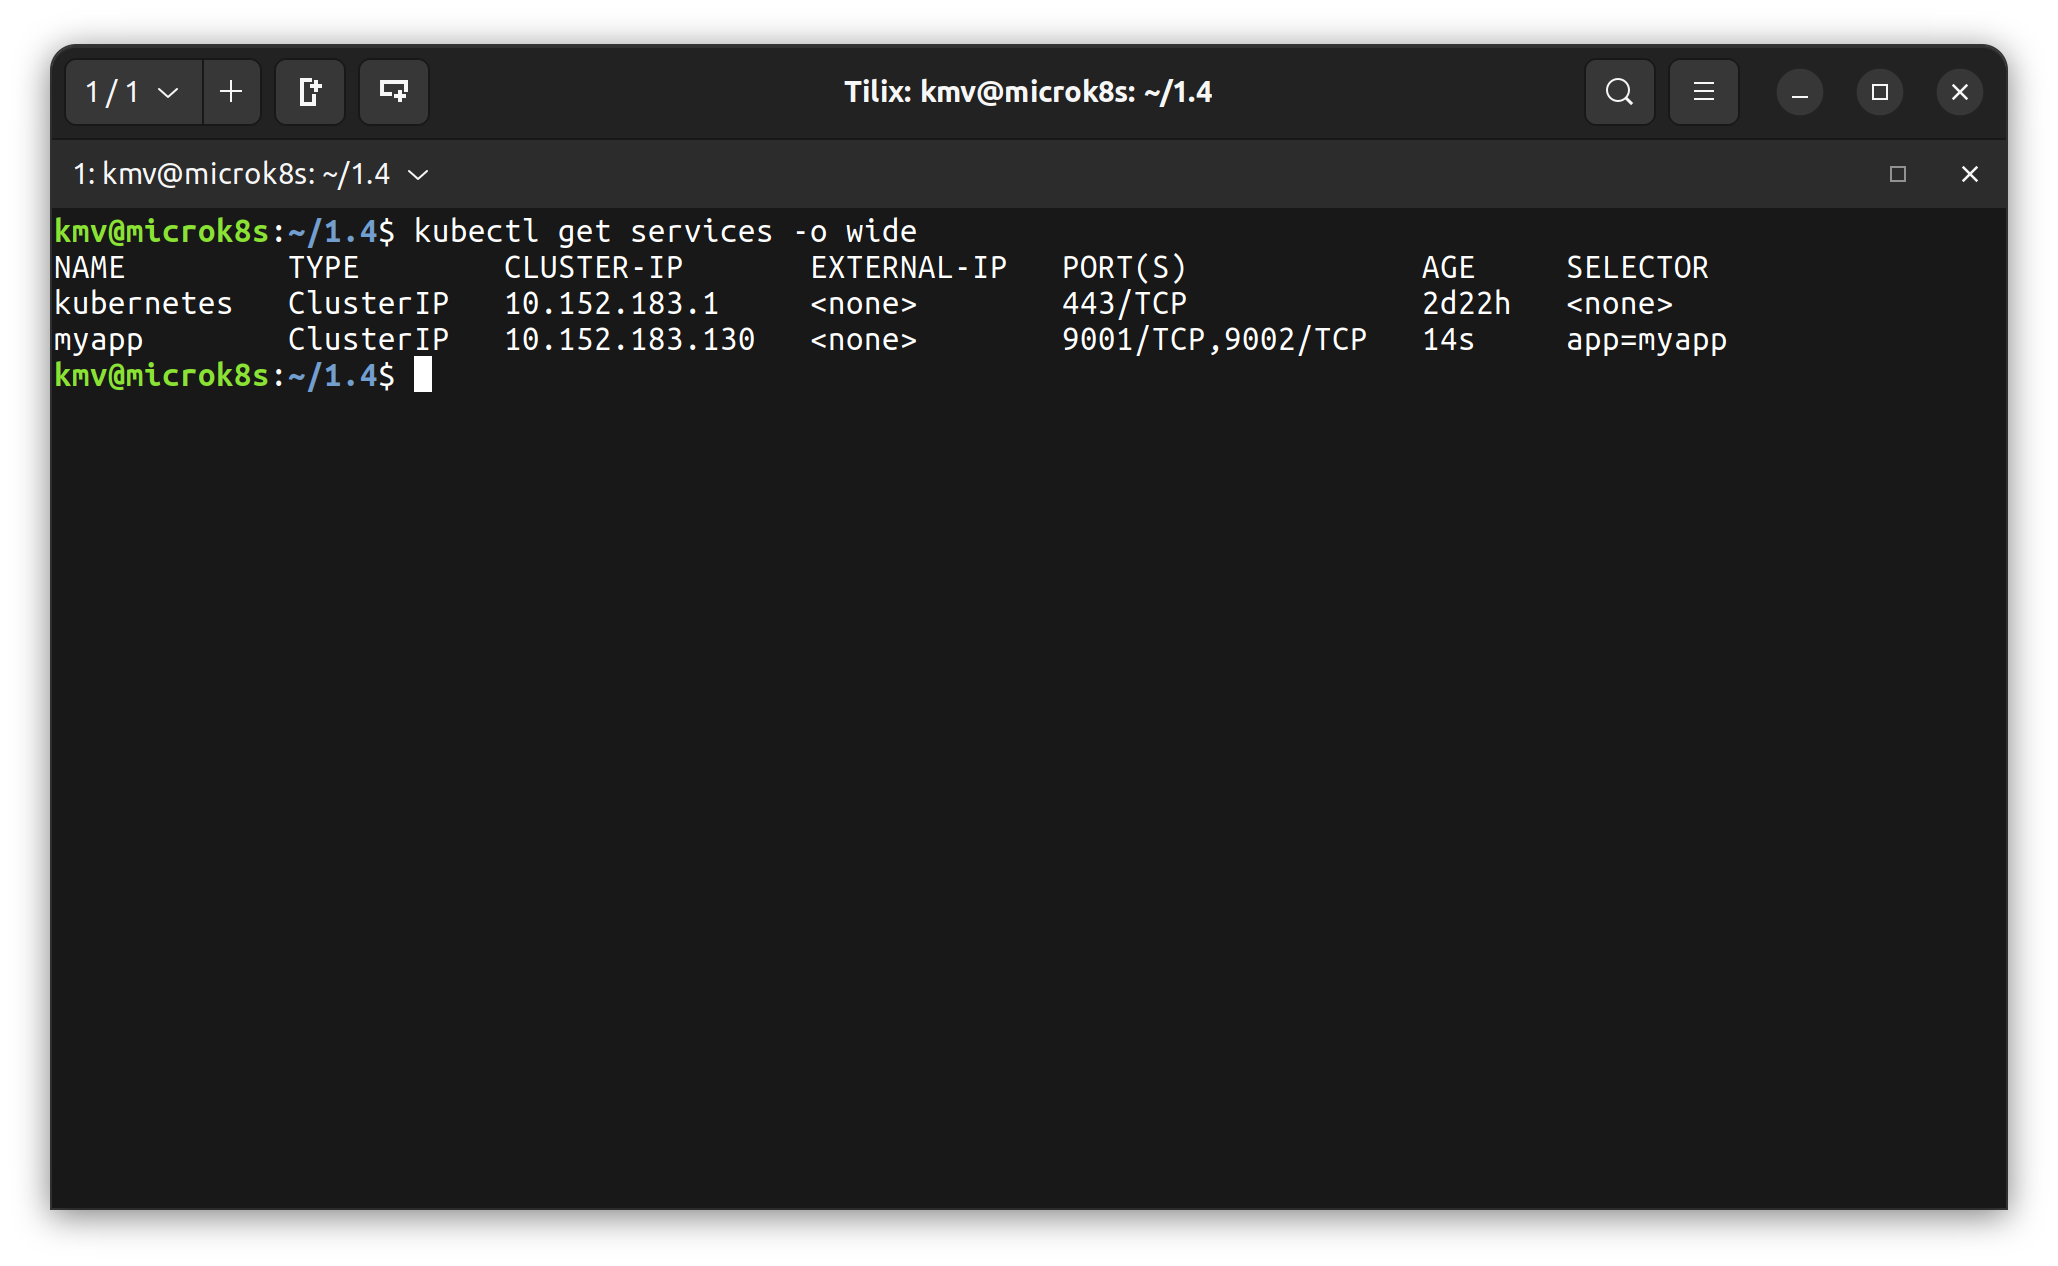 1 / 1
Tilix: kmv@microk8s: ~/1.4
1: kmv@microk8s: ~/1.4
kmv@microk8s:~/1.4$ kubectl get services -o wide
NAME         TYPE        CLUSTER-IP       EXTERNAL-IP   PORT(S)             AGE     SELECTOR
kubernetes   ClusterIP   10.152.183.1     <none>        443/TCP             2d22h   <none>
myapp        ClusterIP   10.152.183.130   <none>        9001/TCP,9002/TCP   14s     app=myapp
kmv@microk8s:~/1.4$